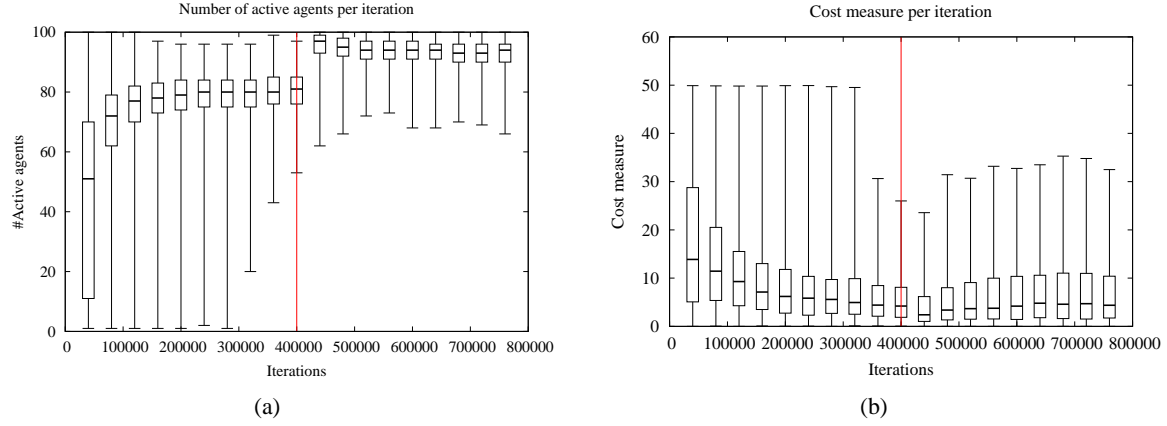 Number of active agents per iteration
100
80
60
40
20
0
#Active agents
0 100000 200000 300000 400000 500000 600000 700000 800000
Iterations
(a)
Cost measure per iteration
60
50
40
30
20
10
0
Cost measure
0 100000 200000 300000 400000 500000 600000 700000 800000
Iterations
(b)